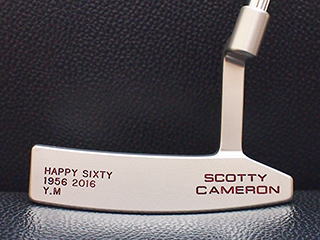 HAPPY SIXTY
1956 2016
Y.M
SCOTTY
CAMERON